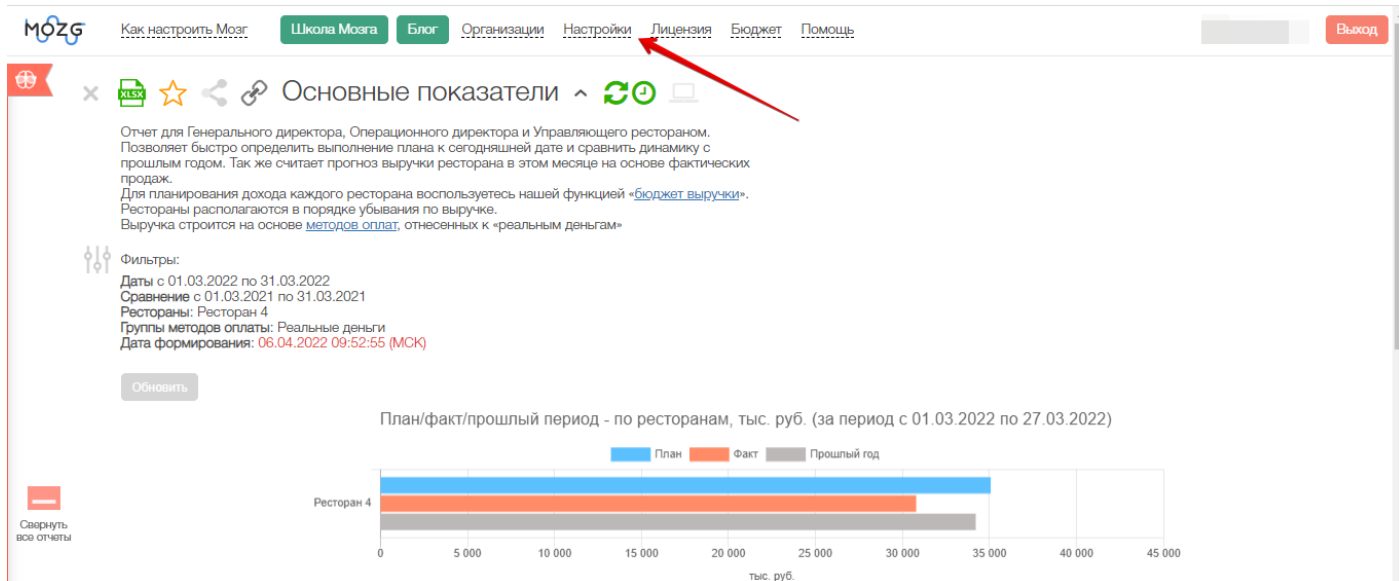 MOZG Как настроить Мозг Школа Мозга Блог Организации Настройки Лицензия Бюджет Помощь Выход
XLSX Основные показатели
Отчет для Генерального директора, Операционного директора и Управляющего рестораном.
Позволяет быстро определить выполнение плана к сегодняшней дате и сравнить динамику с
прошлым годом. Так же считает прогноз выручки ресторана в этом месяце на основе фактических
продаж.
Для планирования дохода каждого ресторана воспользуетесь нашей функцией «бюджет выручки».
Рестораны располагаются в порядке убывания по выручке.
Выручка строится на основе методов оплат, отнесенных к «реальным деньгам»
Фильтры:
Даты с 01.03.2022 по 31.03.2022
Сравнение с 01.03.2021 по 31.03.2021
Рестораны: Ресторан 4
Группы методов оплаты: Реальные деньги
Дата формирования: 06.04.2022 09:52:55 (МСК)
Обновить
План/факт/прошлый период - по ресторанам, тыс. руб. (за период с 01.03.2022 по 27.03.2022)
План Факт Прошлый год
Ресторан 4
Свернуть
все отчеты
0 5 000 10 000 15 000 20 000 25 000 30 000 35 000 40 000 45 000
тыс. руб.